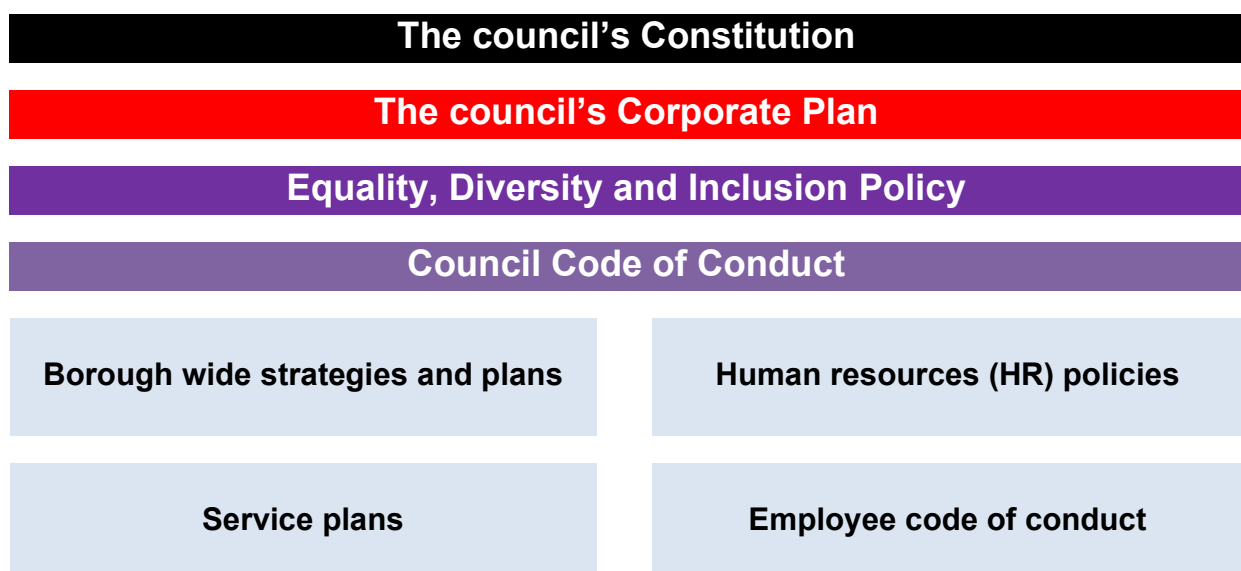 The council’s Constitution
The council’s Corporate Plan
Equality, Diversity and Inclusion Policy
Council Code of Conduct
Borough wide strategies and plans
Human resources (HR) policies
Service plans
Employee code of conduct